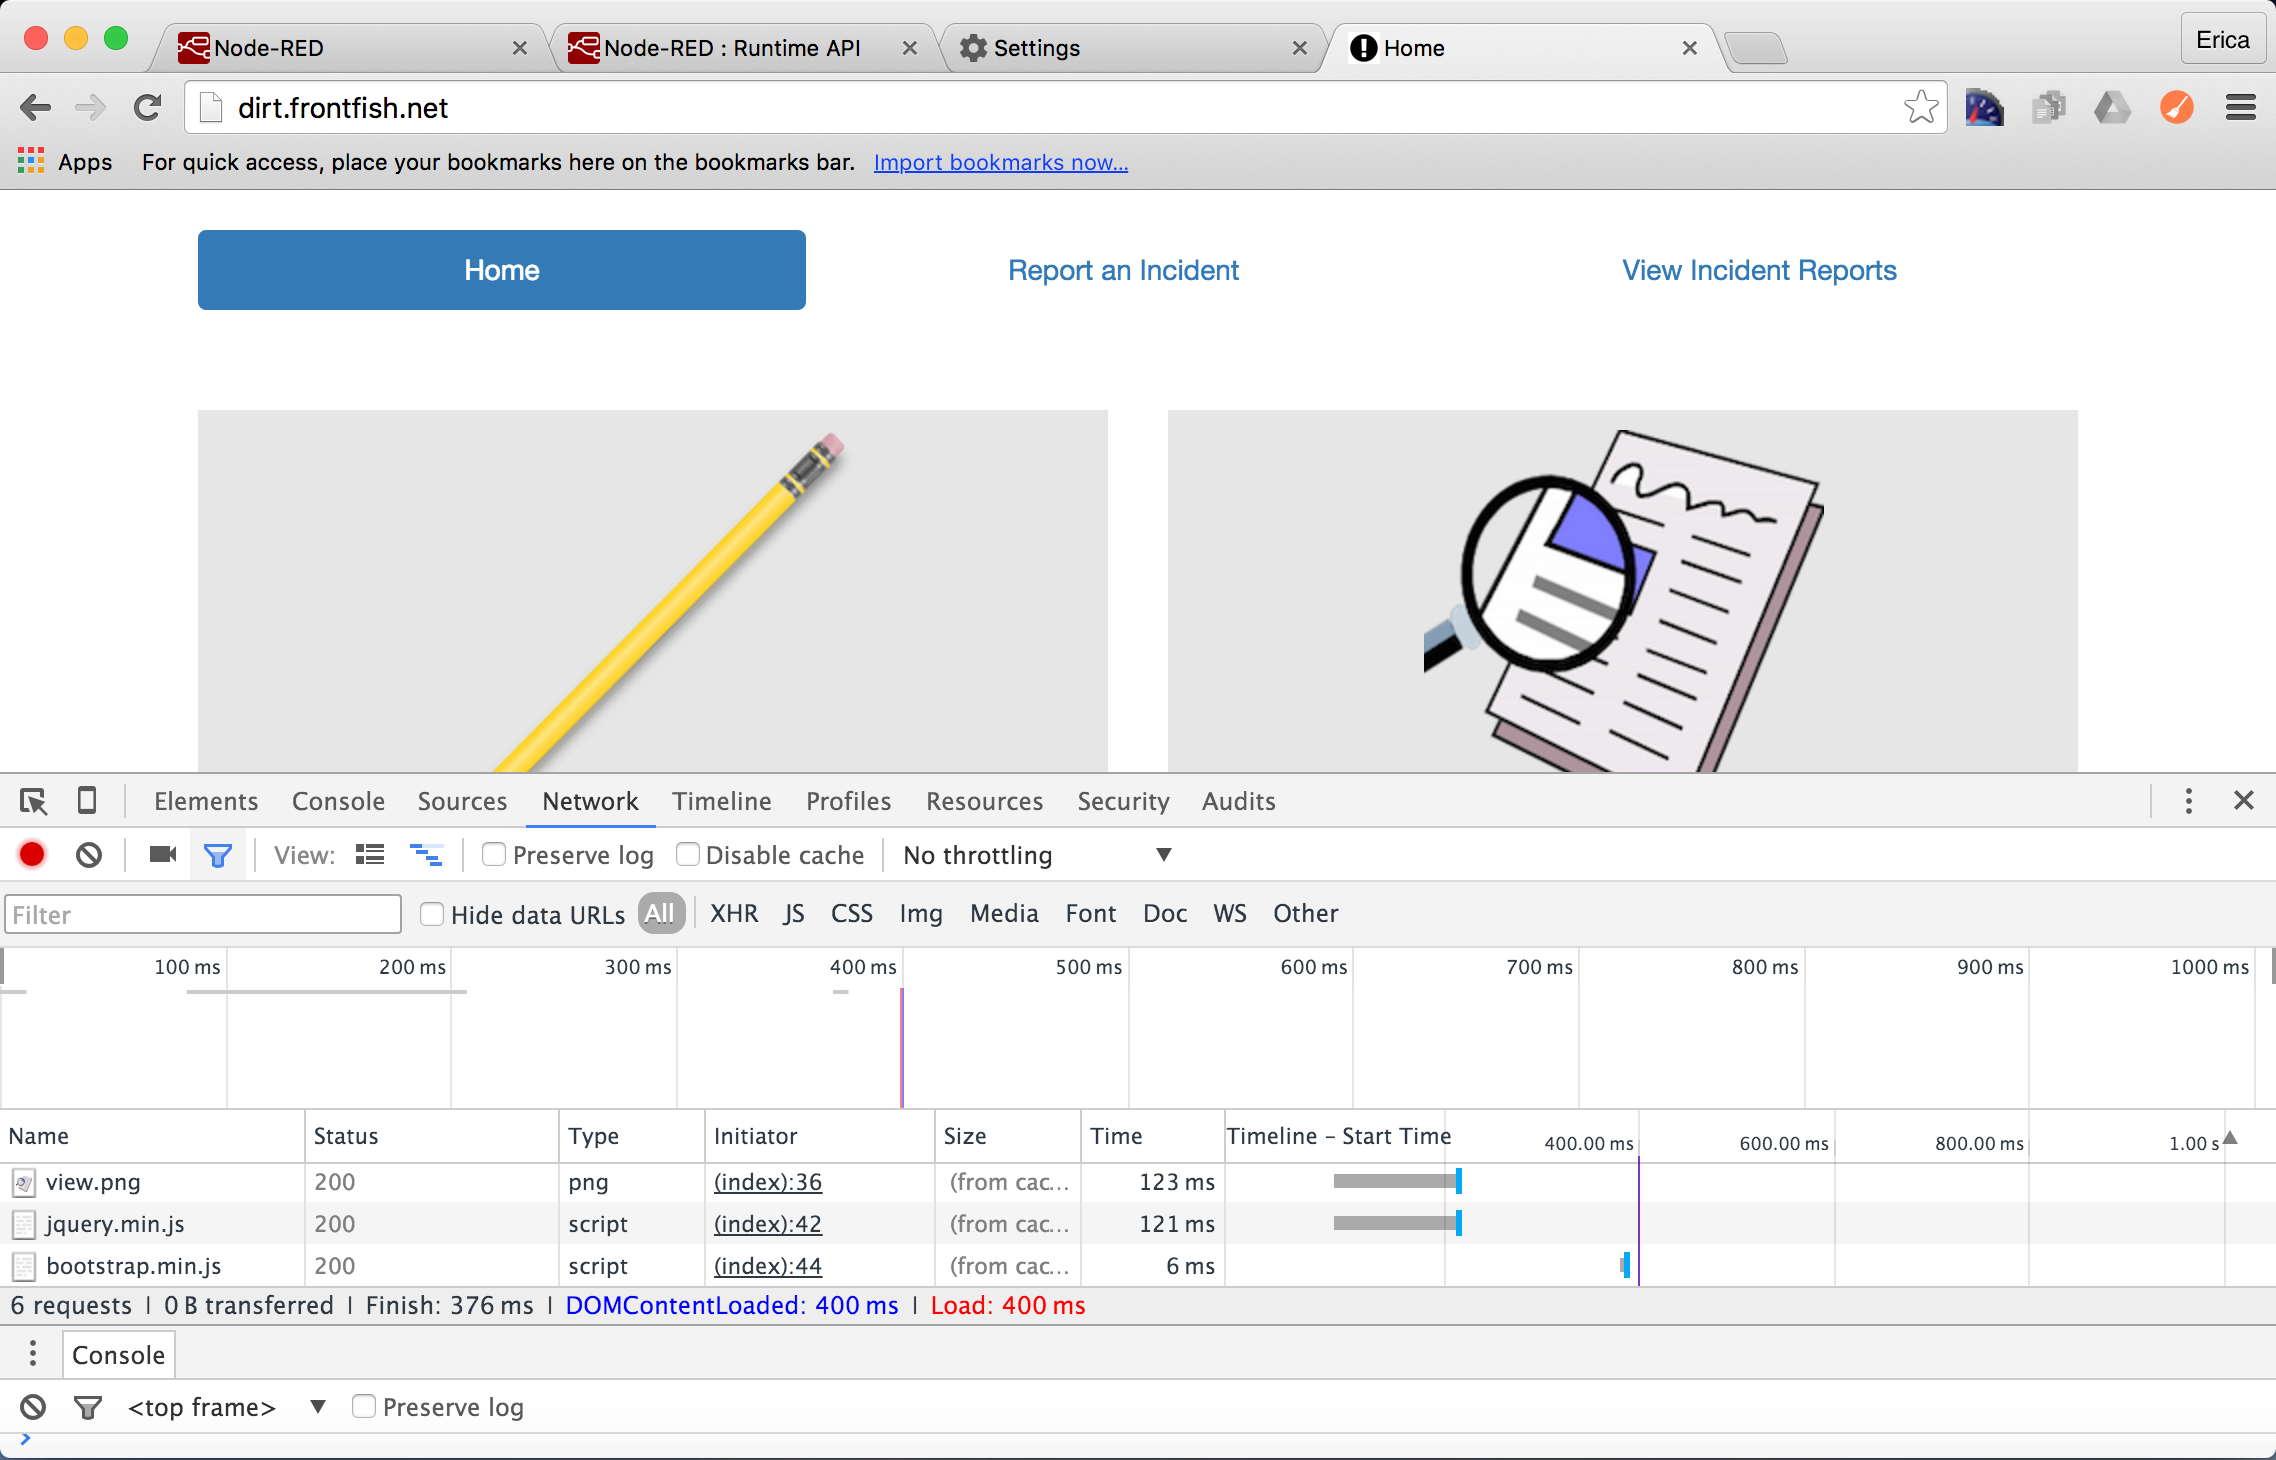 Node-RED Node-RED : Runtime API Settings Home Erica
dirt.frontfish.net
Apps For quick access, place your bookmarks here on the bookmarks bar. Import bookmarks now...
Home Report an Incident View Incident Reports
Elements Console Sources Network Timeline Profiles Resources Security Audits
View: Preserve log Disable cache No throttling
Filter Hide data URLs All XHR JS CSS Img Media Font Doc WS Other
100 ms 200 ms 300 ms 400 ms 500 ms 600 ms 700 ms 800 ms 900 ms 1000 ms
Name Status Type Initiator Size Time Timeline – Start Time 400.00 ms 600.00 ms 800.00 ms 1.00 s
view.png 200 png (index):36 (from cac... 123 ms
jquery.min.js 200 script (index):42 (from cac... 121 ms
bootstrap.min.js 200 script (index):44 (from cac... 6 ms
6 requests | 0 B transferred | Finish: 376 ms | DOMContentLoaded: 400 ms | Load: 400 ms
Console
<top frame> Preserve log